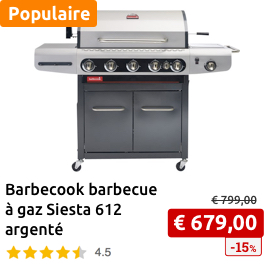 Populaire
Barbecook barbecue
à gaz Siesta 612
argenté
€ 799,00
€ 679,00
-15%
4.5